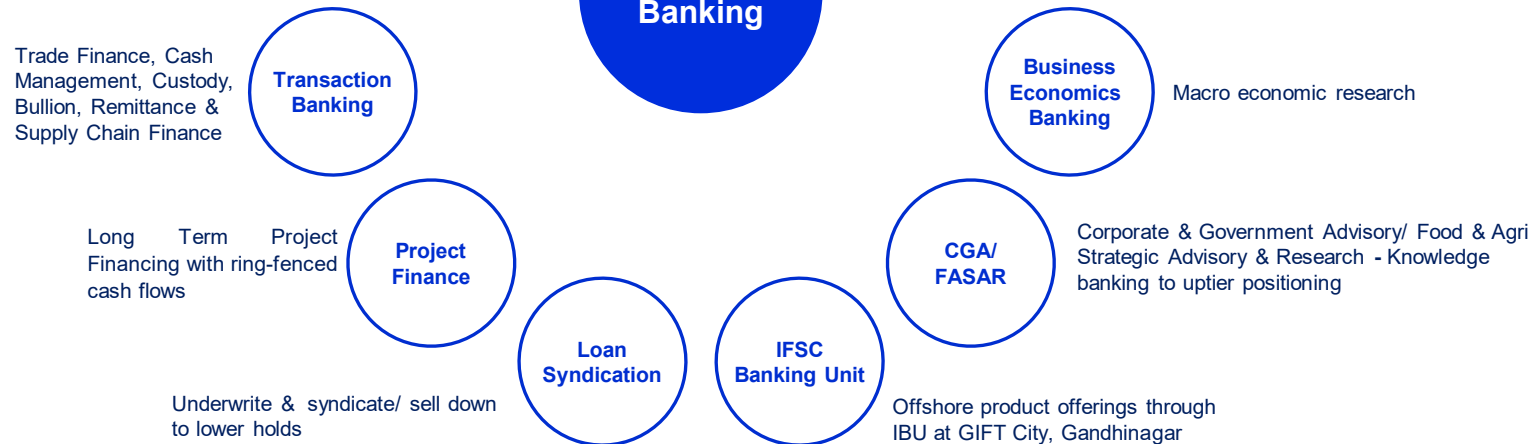 Banking
Trade Finance, Cash
Management, Custody,
Bullion, Remittance &
Supply Chain Finance
Transaction
Banking
Business
Economics
Banking
Macro economic research
Long Term Project
Financing with ring-fenced
cash flows
Project
Finance
CGA/
FASAR
Corporate & Government Advisory/ Food & Agri
Strategic Advisory & Research - Knowledge
banking to uptier positioning
Loan
Syndication
Underwrite & syndicate/ sell down
to lower holds
IFSC
Banking Unit
Offshore product offerings through
IBU at GIFT City, Gandhinagar